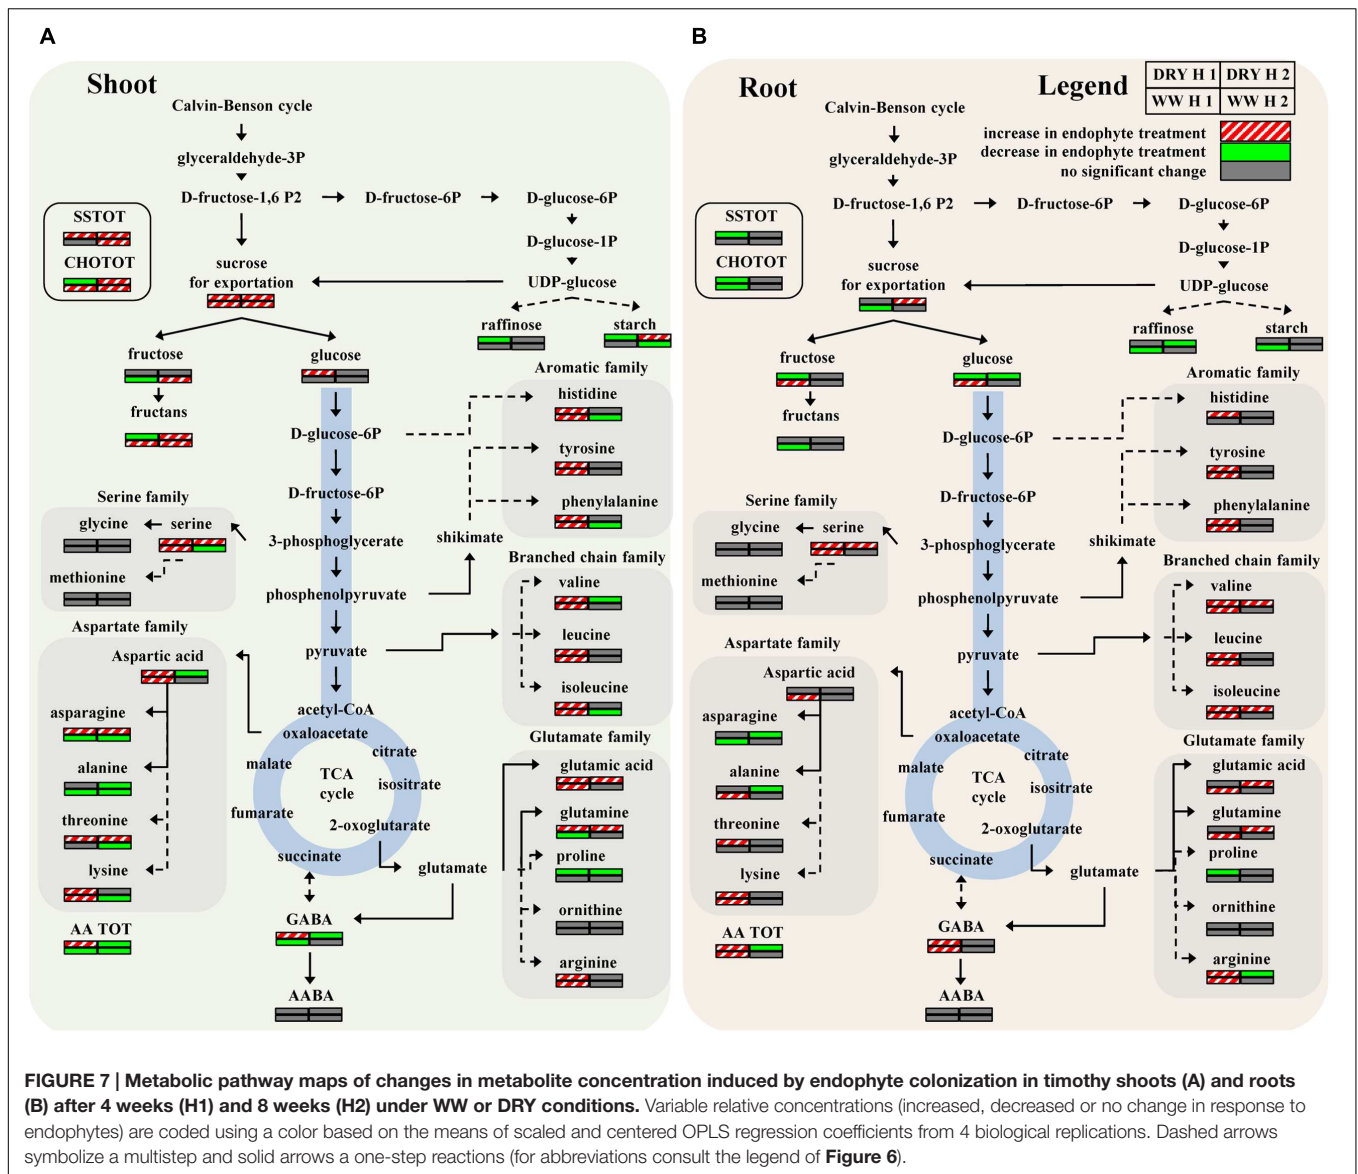 A
B
Shoot
Calvin-Benson cycle
glyceraldehyde-3P
D-fructose-1,6 P2
D-fructose-6P
D-glucose-6P
D-glucose-1P
UDP-glucose
SSTOT
CHOTOT
sucrose
for exportation
raffinose
starch
fructose
glucose
fructans
Aromatic family
histidine
tyrosine
phenylalanine
D-glucose-6P
D-fructose-6P
3-phosphoglycerate
shikimate
phosphenolpyruvate
pyruvate
acetyl-CoA
Serine family
glycine
serine
methionine
Branched chain family
valine
leucine
isoleucine
Aspartate family
Aspartic acid
asparagine
alanine
threonine
lysine
AA TOT
oxaloacetate
citrate
malate
TCA
cycle
isositrate
fumarate
2-oxoglutarate
succinate
glutamate
GABA
AABA
Glutamate family
glutamic acid
glutamine
proline
ornithine
arginine
Root
Legend
DRY H 1
DRY H 2
WW H 1
WW H 2
increase in endophyte treatment
decrease in endophyte treatment
no significant change
Calvin-Benson cycle
glyceraldehyde-3P
D-fructose-1,6 P2
D-fructose-6P
D-glucose-6P
D-glucose-1P
UDP-glucose
SSTOT
CHOTOT
sucrose
for exportation
raffinose
starch
fructose
glucose
fructans
Aromatic family
histidine
tyrosine
phenylalanine
D-glucose-6P
D-fructose-6P
3-phosphoglycerate
shikimate
phosphenolpyruvate
pyruvate
acetyl-CoA
Serine family
glycine
serine
methionine
Branched chain family
valine
leucine
isoleucine
Aspartate family
Aspartic acid
asparagine
alanine
threonine
lysine
AA TOT
oxaloacetate
citrate
malate
TCA
cycle
isositrate
fumarate
2-oxoglutarate
succinate
glutamate
GABA
AABA
Glutamate family
glutamic acid
glutamine
proline
ornithine
arginine
FIGURE 7 | Metabolic pathway maps of changes in metabolite concentration induced by endophyte colonization in timothy shoots (A) and roots
(B) after 4 weeks (H1) and 8 weeks (H2) under WW or DRY conditions. Variable relative concentrations (increased, decreased or no change in response to
endophytes) are coded using a color based on the means of scaled and centered OPLS regression coefficients from 4 biological replications. Dashed arrows
symbolize a multistep and solid arrows a one-step reactions (for abbreviations consult the legend of Figure 6).